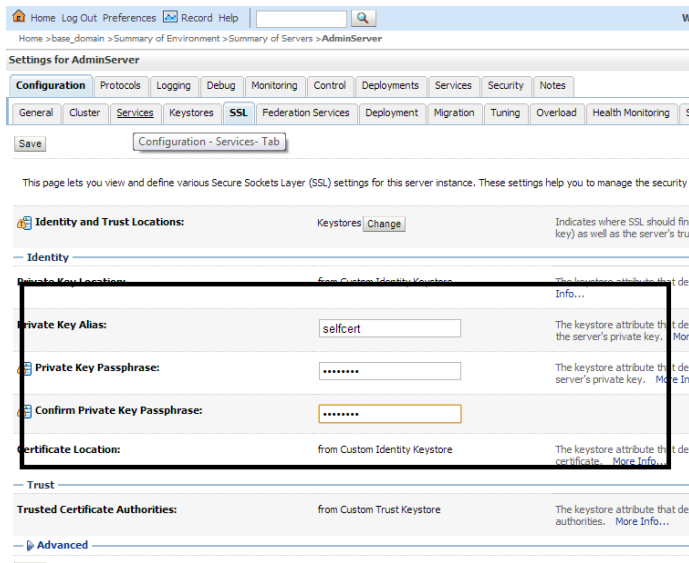 Home Log Out Preferences Record Help
Home >base_domain >Summary of Environment >Summary of Servers >AdminServer
Settings for AdminServer
Configuration Protocols Logging Debug Monitoring Control Deployments Services Security Notes
General Cluster Services Keystores SSL Federation Services Deployment Migration Tuning Overload Health Monitoring
Save Configuration - Services- Tab
This page lets you view and define various Secure Sockets Layer (SSL) settings for this server instance. These settings help you to manage the security
Identity and Trust Locations: Keystores Change Indicates where SSL should
key) as well as the server's
Identity
Private Key Location: from Custom Identity Keystore The keystore attribute that
Info...
Private Key Alias: selfcert The keystore attribute that
the server's private key.
Private Key Passphrase: •••••••• The keystore attribute that
server's private key. More
Confirm Private Key Passphrase: ••••••••
Certificate Location: from Custom Identity Keystore The keystore attribute that
certificate. More Info...
Trust
Trusted Certificate Authorities: from Custom Trust Keystore The keystore attribute that
authorities. More Info...
Advanced